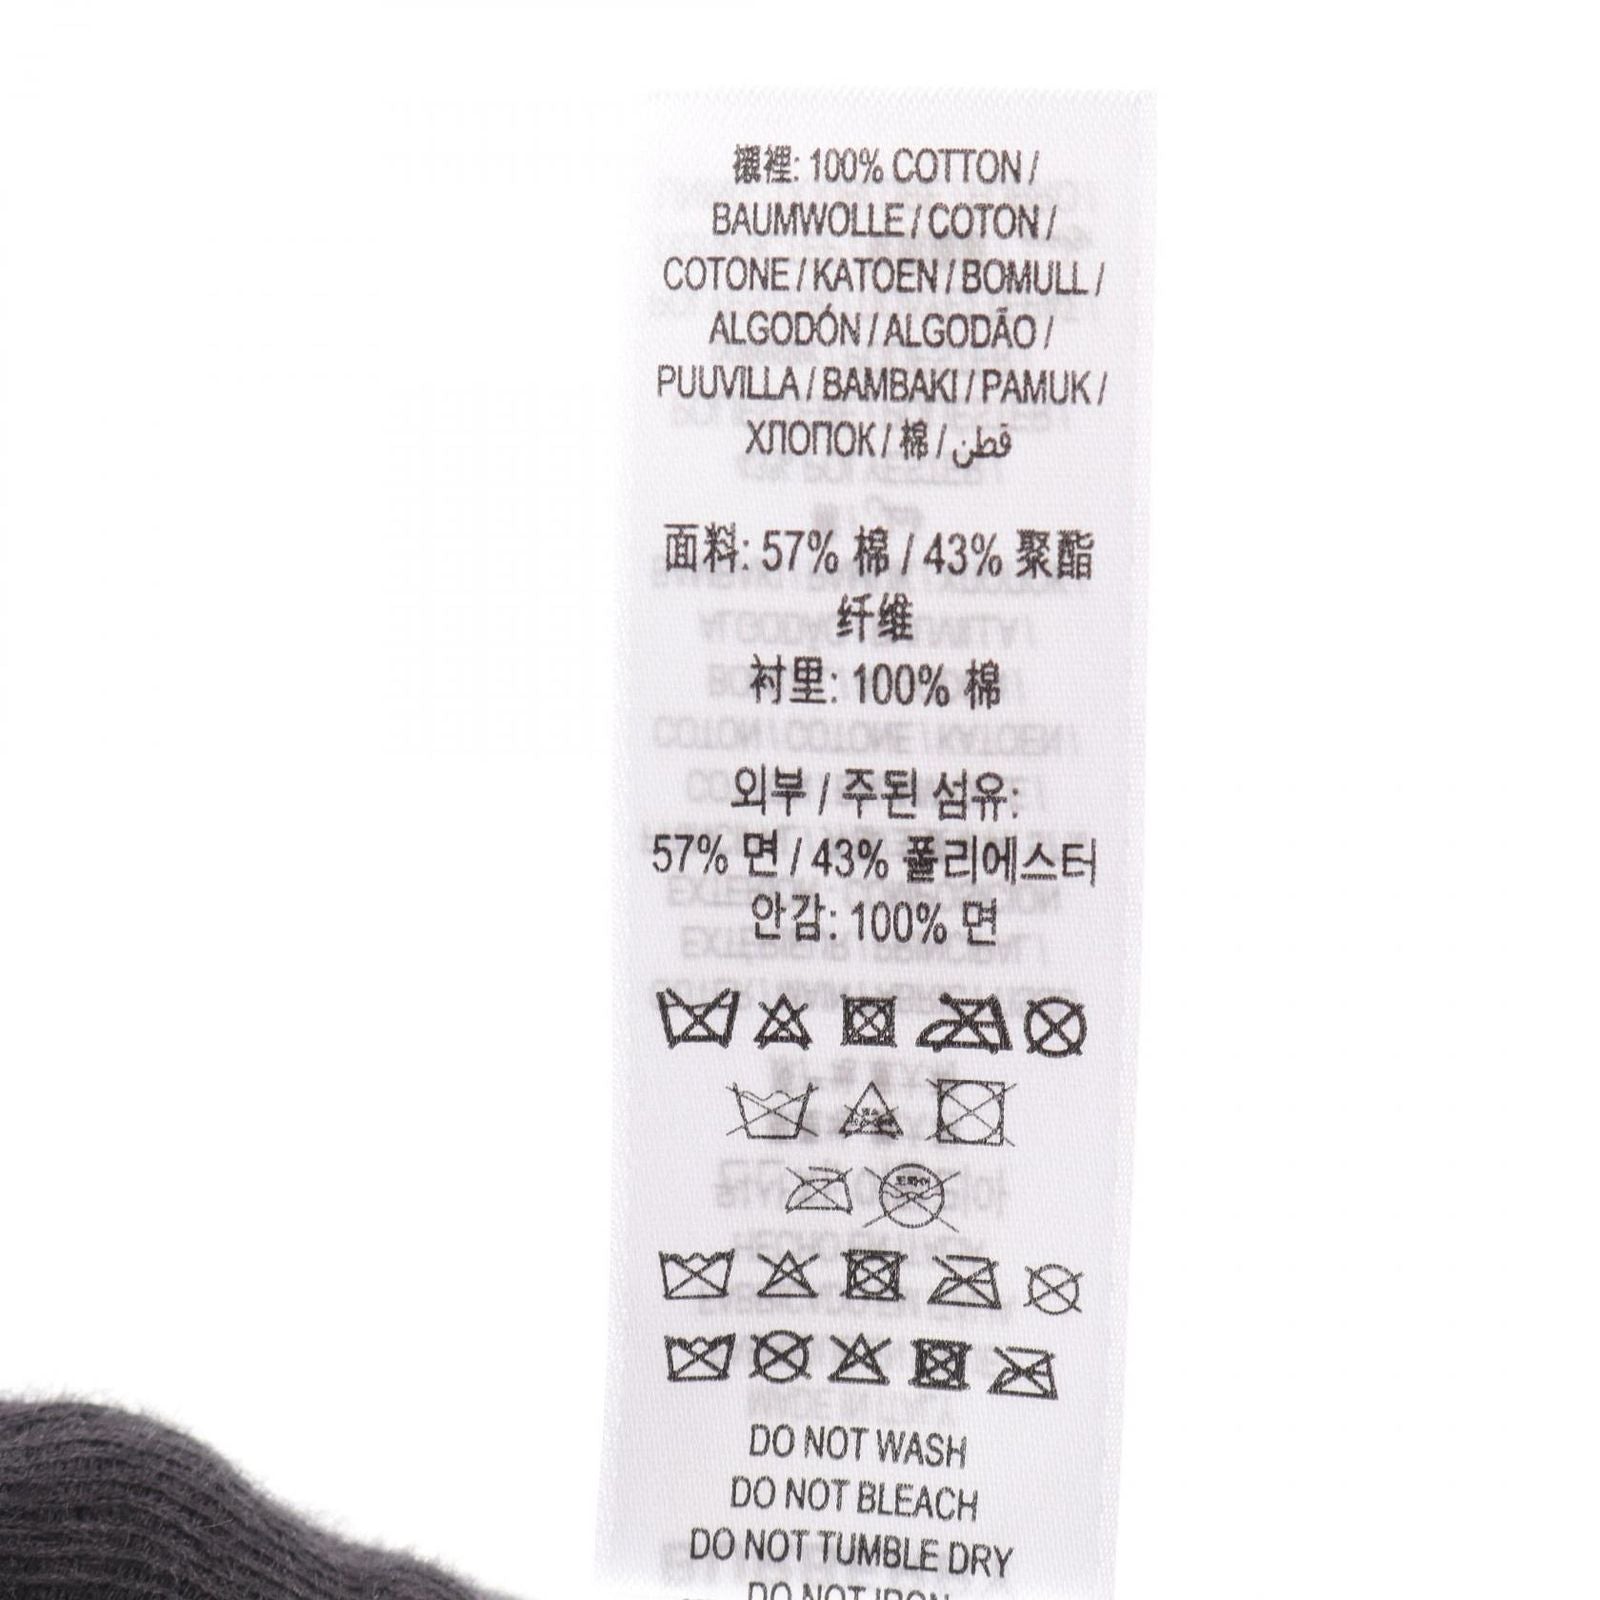 襯裡: 100% COTTON /
BAUMWOLLE / COTON /
COTONE / KATOEN / BOMULL /
ALGODÓN / ALGODÃO /
PUUVILLA / BAMBAKI / PAMUK /
ХЛОПОК / 棉 / قطن
面料: 57% 棉 / 43% 聚酯
纤维
衬里: 100% 棉
외부 / 주된 섬유:
57% 면 / 43% 폴리에스터
안감: 100% 면
DO NOT WASH
DO NOT BLEACH
DO NOT TUMBLE DRY
DO NOT IRON